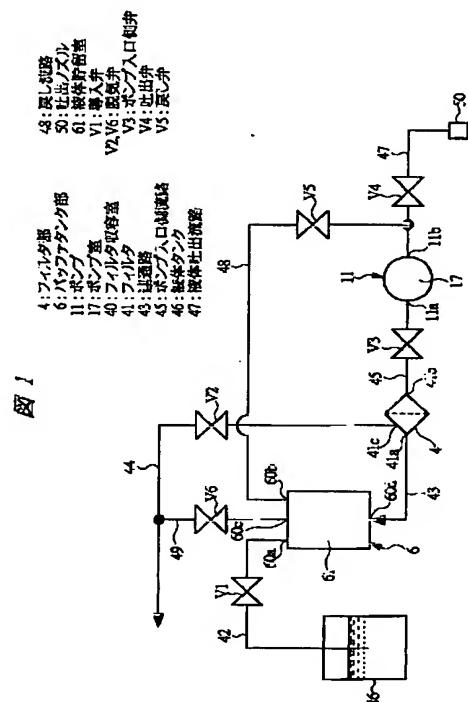 図 1
4:フィルタ部
6:バッファタンク部
11:ポンプ
17:ポンプ室
40:フィルタ収容室
41:フィルタ
43:連通路
45:ポンプ入口側流路
46:液体タンク
47:液体吐出流路
48:戻し流路
50:吐出ノズル
61:液体貯留室
V1:導入弁
V2,V6:脱気弁
V3:ポンプ入口側弁
V4:吐出弁
V5:戻し弁
44
49
V6
V2
48
V5
V1
42
60a
60c
60b
60d
61
6
43
41a
41c
41b
4
45
V3
11a
11
17
11b
V4
47
50
46